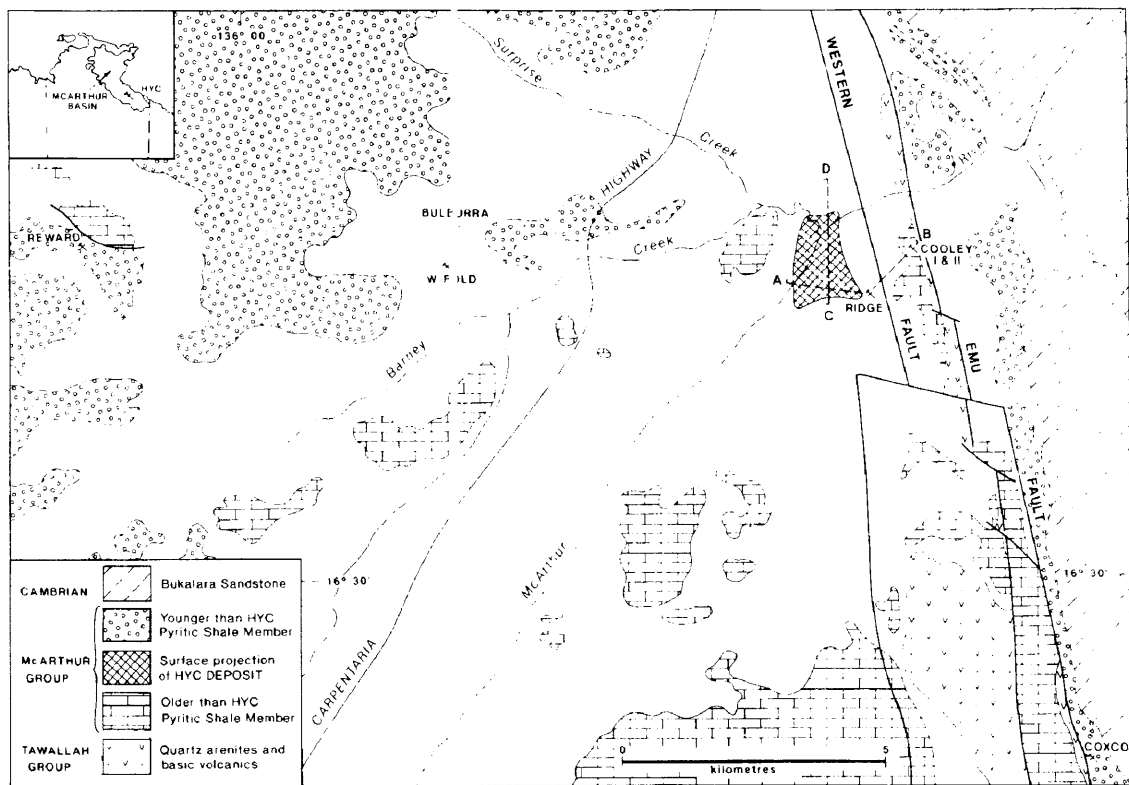 136° 00'
HYC
MCARTHUR
BASIN
Surprise
Creek
WESTERN
FAULT
River
HIGHWAY
D
BULBURRA
REWARD
Creek
B
COOLEY
I & II
W FOLD
A
RIDGE
C
FAULT
EMU
Barney
FAULT
McArthur
CARPENTARIA
16° 30'
16° 30'
COXCO
0 5
kilometres
CAMBRIAN
Bukalara Sandstone
McARTHUR
GROUP
Younger than HYC
Pyritic Shale Member
Surface projection
of HYC DEPOSIT
Older than HYC
Pyritic Shale Member
TAWALLAH
GROUP
Quartz arenites and
basic volcanics